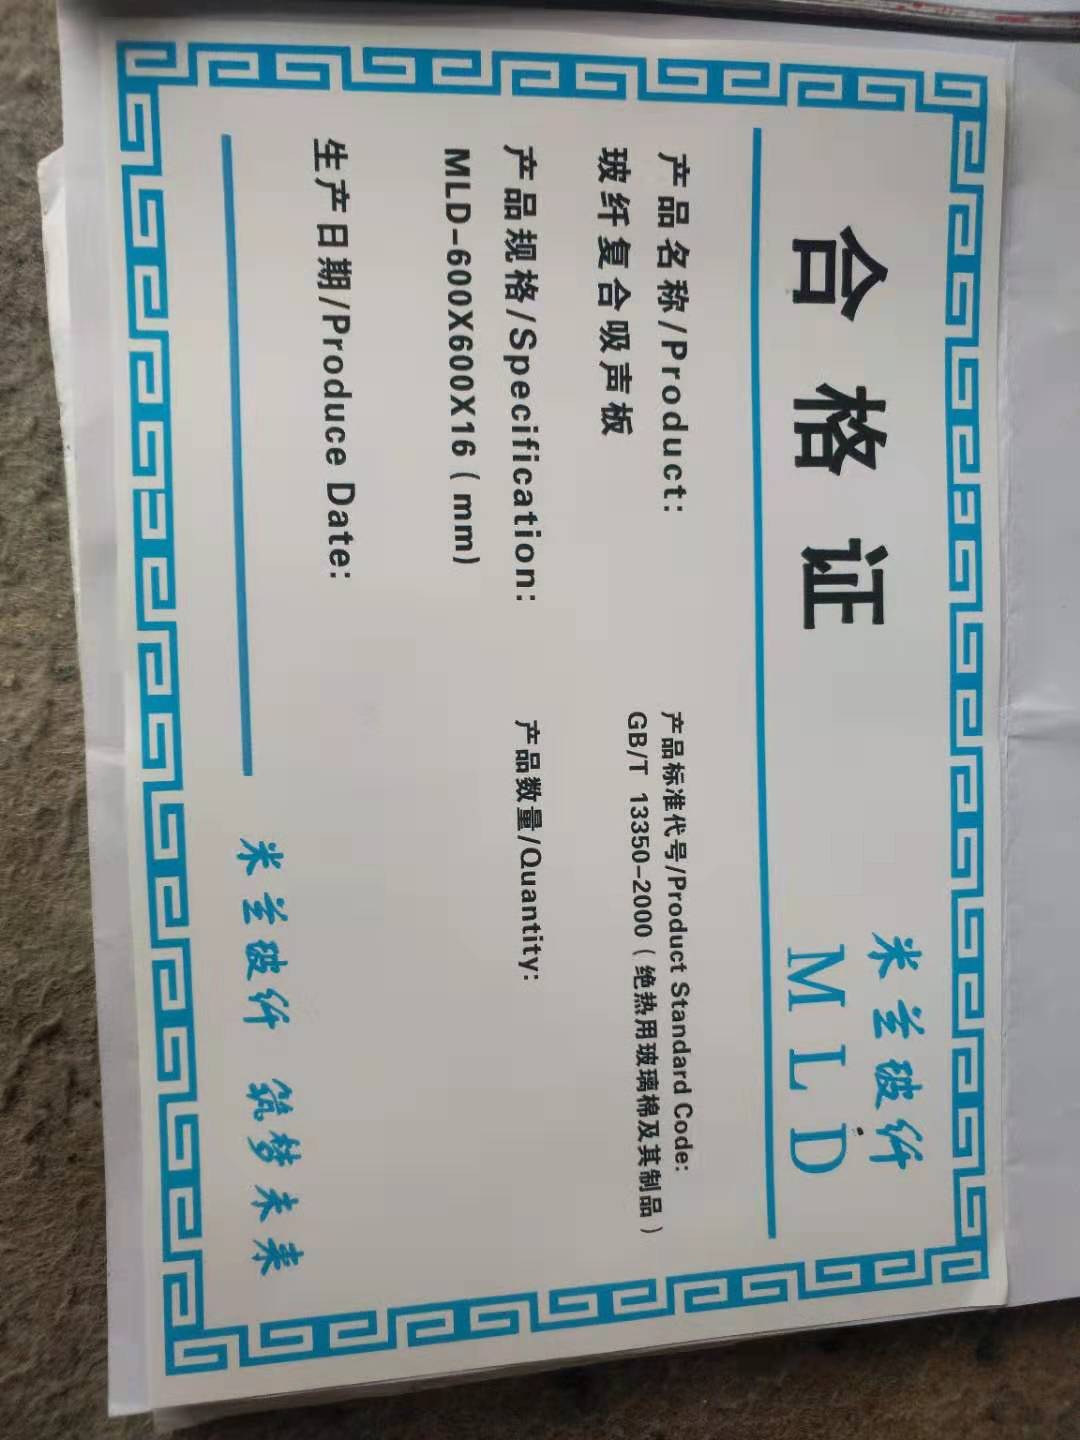 合格证
米兰玻纤
MLD
产品名称/Product:
玻纤复合吸声板
产品标准代号/Product Standard Code:
GB/T 13350-2000（绝热用玻璃棉及其制品）
产品规格/Specification:
MLD-600X600X16（mm）
产品数量/Quantity:
生产日期/Produce Date:
米兰玻纤 筑梦未来